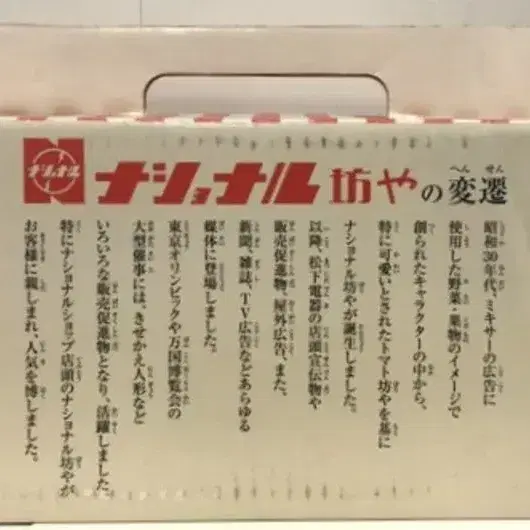 ナショナル
ナショナル坊やの変遷
昭和30年代、ミキサーの広告に
使用した野菜・果物のイメージで
創られたキャラクターの中から、
特に可愛いとされたトマト坊やを基に
ナショナル坊やが誕生しました。
以降、松下電器の店頭宣伝物や
販売促進物、屋外広告、また、
新聞、雑誌、TV広告などあらゆる
媒体に登場しました。
東京オリンピックや万国博覧会の
大型催事には、きせかえ人形など
いろいろな販売促進物となり、活躍しました。
特にナショナルショップ店頭のナショナル坊やが
お客様に親しまれ、人気を博しました。